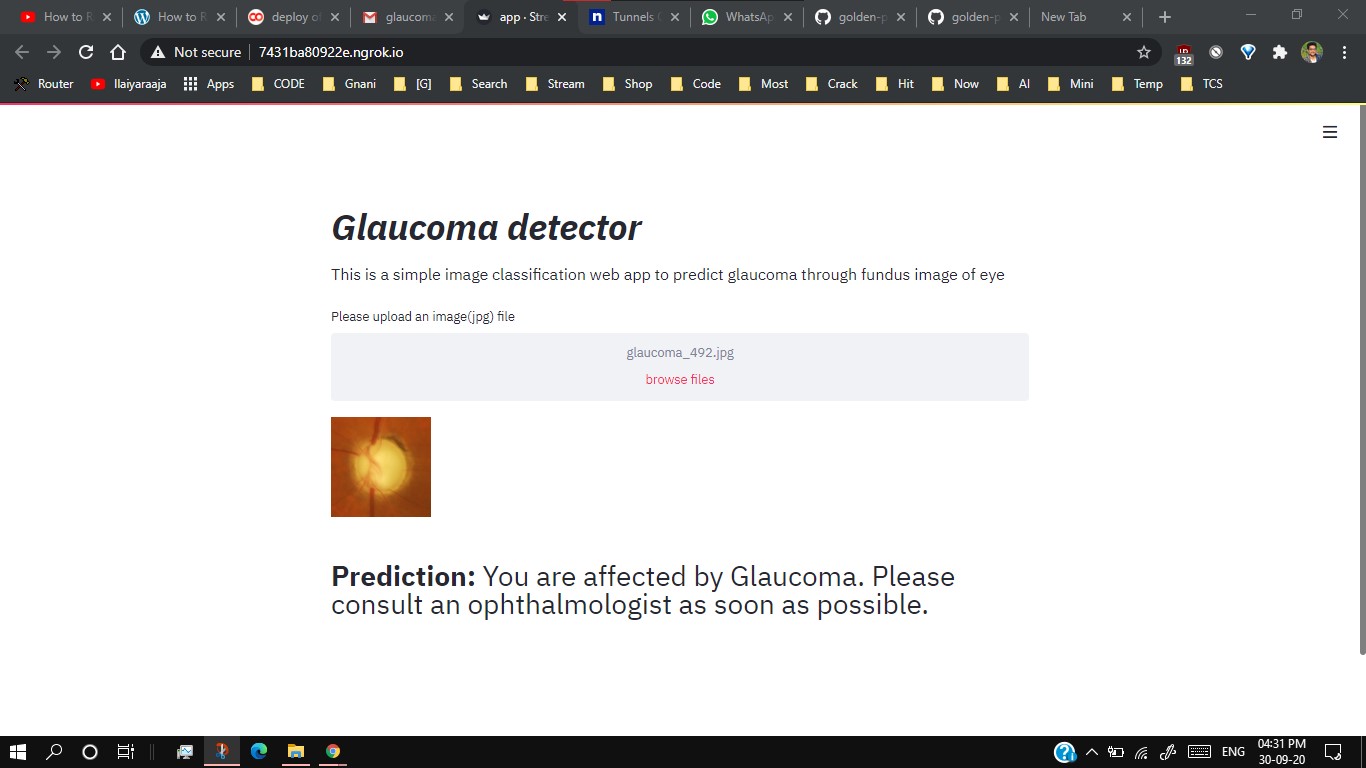 How to R
How to R
deploy o
glaucoma
app · Stre
Tunnels
WhatsAp
golden-p
golden-p
New Tab
Not secure
7431ba80922e.ngrok.io
132
Router
Ilaiyaraaja
Apps
CODE
Gnani
[G]
Search
Stream
Shop
Code
Most
Crack
Hit
Now
AI
Mini
Temp
TCS
Glaucoma detector
This is a simple image classification web app to predict glaucoma through fundus image of eye
Please upload an image(jpg) file
glaucoma_492.jpg
browse files
Prediction: You are affected by Glaucoma. Please
consult an ophthalmologist as soon as possible.
ENG
04:31 PM
30-09-20